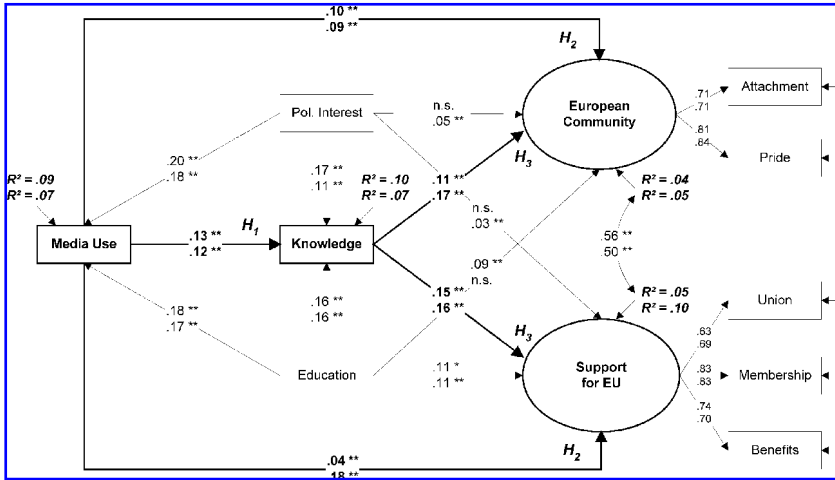 .10 **
.09 **
H2
Pol. Interest
n.s.
.05 **
European
Community
.71
.71
Attachment
.81
.84
Pride
.20 **
.18 **
.17 **
.11 **
H3
R² = .09
R² = .07
R² = .10
R² = .07
.11 **
.17 **
R² = .04
R² = .05
n.s.
.03 **
Media Use
.13 **
.12 **
H1
Knowledge
.56 **
.50 **
.09 **
n.s.
.15 **
.16 **
R² = .05
R² = .10
.18 **
.17 **
.16 **
.16 **
H3
Union
.63
.69
Education
.11 *
.11 **
Support
for EU
.83
.83
Membership
.74
.70
Benefits
.04 **
.18 **
H2